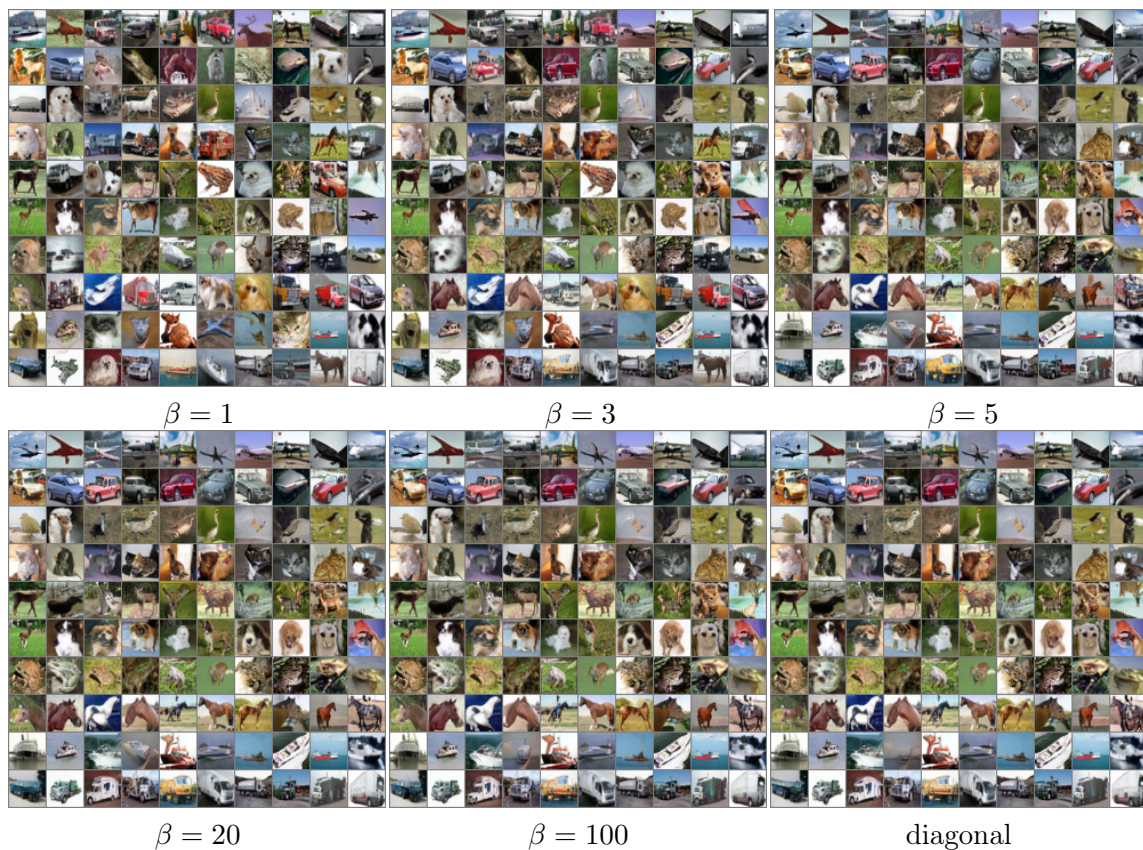 β = 1
β = 3
β = 5
β = 20
β = 100
diagonal